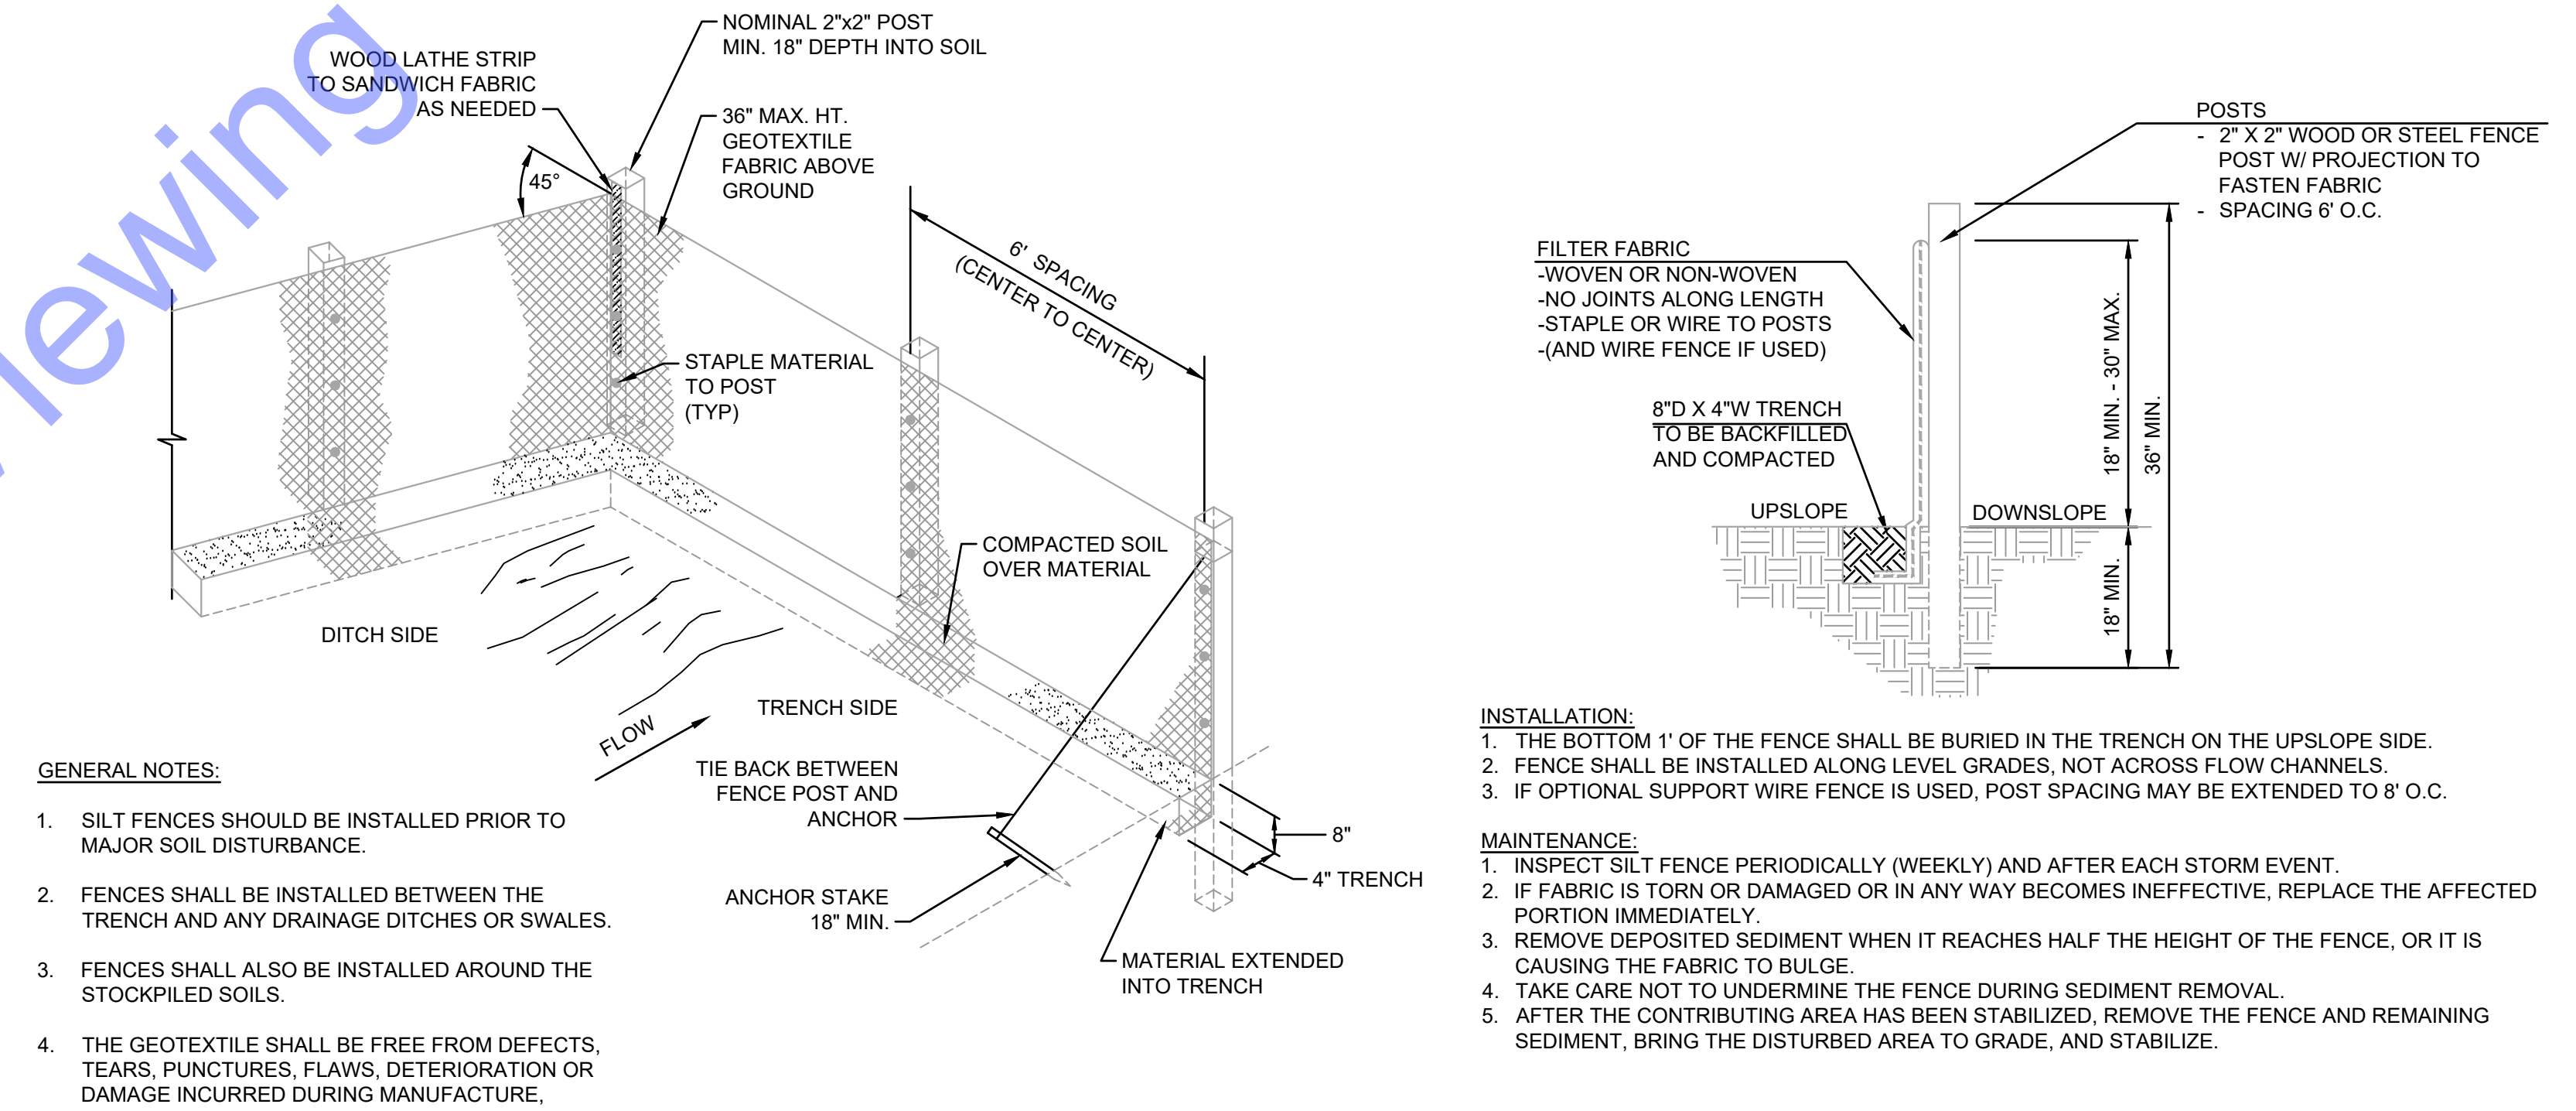 NOMINAL 2"x2" POST
MIN. 18" DEPTH INTO SOIL
WOOD LATHE STRIP
TO SANDWICH FABRIC
AS NEEDED
36" MAX. HT.
GEOTEXTILE
FABRIC ABOVE
GROUND
45°
6' SPACING
(CENTER TO CENTER)
STAPLE MATERIAL
TO POST
(TYP)
COMPACTED SOIL
OVER MATERIAL
DITCH SIDE
TRENCH SIDE
FLOW
TIE BACK BETWEEN
FENCE POST AND
ANCHOR
ANCHOR STAKE
18" MIN.
8"
4" TRENCH
MATERIAL EXTENDED
INTO TRENCH
GENERAL NOTES:
1. SILT FENCES SHOULD BE INSTALLED PRIOR TO
MAJOR SOIL DISTURBANCE.
2. FENCES SHALL BE INSTALLED BETWEEN THE
TRENCH AND ANY DRAINAGE DITCHES OR SWALES.
3. FENCES SHALL ALSO BE INSTALLED AROUND THE
STOCKPILED SOILS.
4. THE GEOTEXTILE SHALL BE FREE FROM DEFECTS,
TEARS, PUNCTURES, FLAWS, DETERIORATION OR
DAMAGE INCURRED DURING MANUFACTURE,
POSTS
- 2" X 2" WOOD OR STEEL FENCE
POST W/ PROJECTION TO
FASTEN FABRIC
- SPACING 6' O.C.
FILTER FABRIC
-WOVEN OR NON-WOVEN
-NO JOINTS ALONG LENGTH
-STAPLE OR WIRE TO POSTS
-(AND WIRE FENCE IF USED)
8"D X 4"W TRENCH
TO BE BACKFILLED
AND COMPACTED
UPSLOPE
DOWNSLOPE
18" MIN. - 30" MAX.
36" MIN.
18" MIN.
INSTALLATION:
1. THE BOTTOM 1' OF THE FENCE SHALL BE BURIED IN THE TRENCH ON THE UPSLOPE SIDE.
2. FENCE SHALL BE INSTALLED ALONG LEVEL GRADES, NOT ACROSS FLOW CHANNELS.
3. IF OPTIONAL SUPPORT WIRE FENCE IS USED, POST SPACING MAY BE EXTENDED TO 8' O.C.
MAINTENANCE:
1. INSPECT SILT FENCE PERIODICALLY (WEEKLY) AND AFTER EACH STORM EVENT.
2. IF FABRIC IS TORN OR DAMAGED OR IN ANY WAY BECOMES INEFFECTIVE, REPLACE THE AFFECTED
PORTION IMMEDIATELY.
3. REMOVE DEPOSITED SEDIMENT WHEN IT REACHES HALF THE HEIGHT OF THE FENCE, OR IT IS
CAUSING THE FABRIC TO BULGE.
4. TAKE CARE NOT TO UNDERMINE THE FENCE DURING SEDIMENT REMOVAL.
5. AFTER THE CONTRIBUTING AREA HAS BEEN STABILIZED, REMOVE THE FENCE AND REMAINING
SEDIMENT, BRING THE DISTURBED AREA TO GRADE, AND STABILIZE.